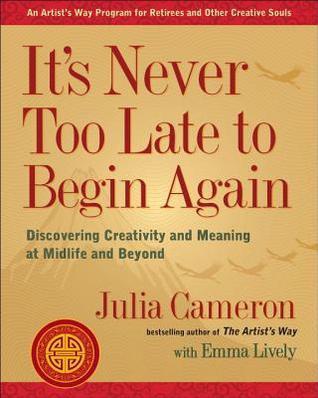 An Artist's Way Program for Retirees and Other Creative Souls
It's Never
Too Late to
Begin Again
Discovering Creativity and Meaning
at Midlife and Beyond
Julia Cameron
bestselling author of The Artist's Way
with Emma Lively